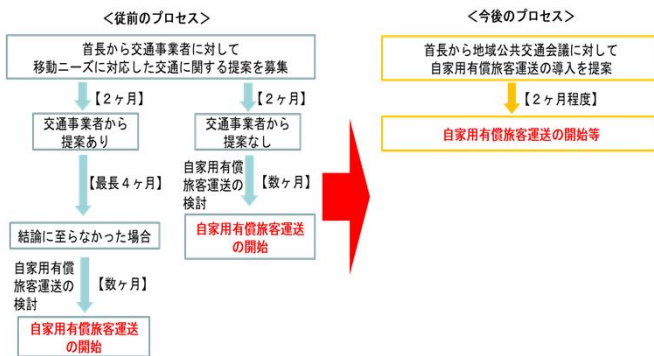 ＜従前のプロセス＞
首長から交通事業者に対して
移動ニーズに対応した交通に関する提案を募集
【２ヶ月】
【２ヶ月】
交通事業者から
提案あり
交通事業者から
提案なし
【最長４ヶ月】
自家用有償
旅客運送の
検討
【数ヶ月】
結論に至らなかった場合
自家用有償旅客運送
の開始
自家用有償
旅客運送の
検討
【数ヶ月】
自家用有償旅客運送
の開始
＜今後のプロセス＞
首長から地域公共交通会議に対して
自家用有償旅客運送の導入を提案
【２ヶ月程度】
自家用有償旅客運送の開始等